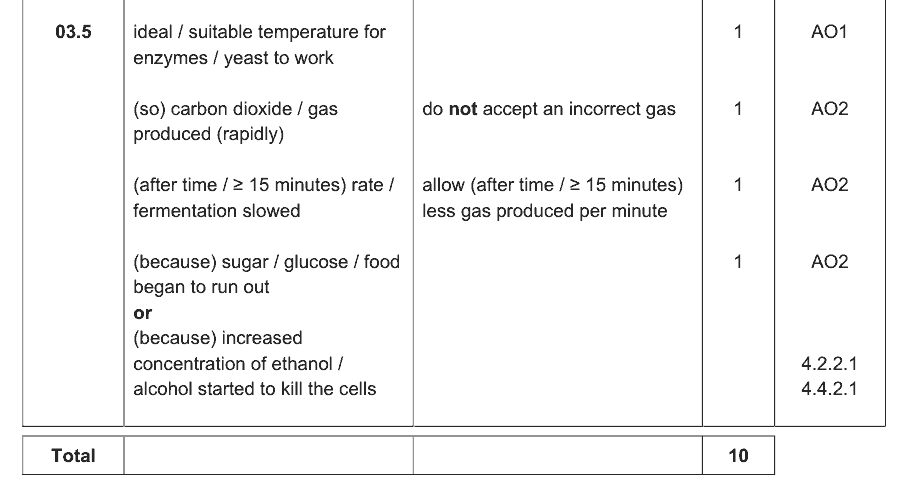 03.5 ideal / suitable temperature for 1 AO1
enzymes / yeast to work
(so) carbon dioxide / gas do not accept an incorrect gas 1 AO2
produced (rapidly)
(after time / ≥ 15 minutes) rate / allow (after time / ≥ 15 minutes) 1 AO2
fermentation slowed less gas produced per minute
(because) sugar / glucose / food 1 AO2
began to run out
or
(because) increased
concentration of ethanol / 4.2.2.1
alcohol started to kill the cells 4.4.2.1
Total 10